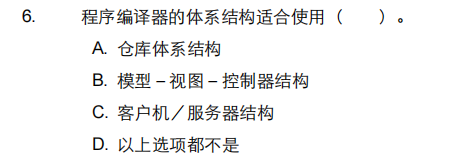 6. 程序编译器的体系结构适合使用（  ）。
A. 仓库体系结构
B. 模型－视图－控制器结构
C. 客户机／服务器结构
D. 以上选项都不是